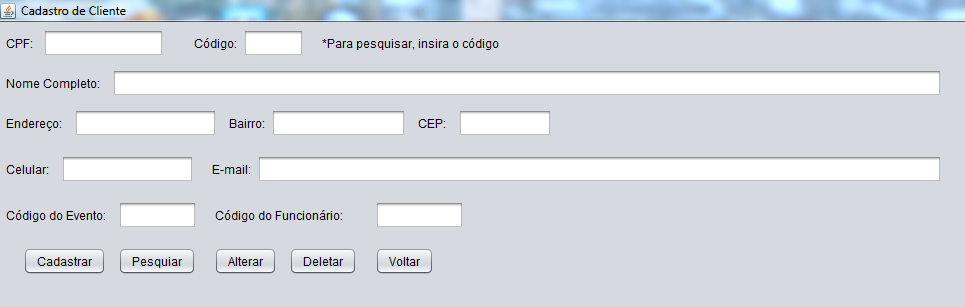 Cadastro de Cliente
CPF: Código: *Para pesquisar, insira o código
Nome Completo:
Endereço: Bairro: CEP:
Celular: E-mail:
Código do Evento: Código do Funcionário:
Cadastrar Pesquiar Alterar Deletar Voltar